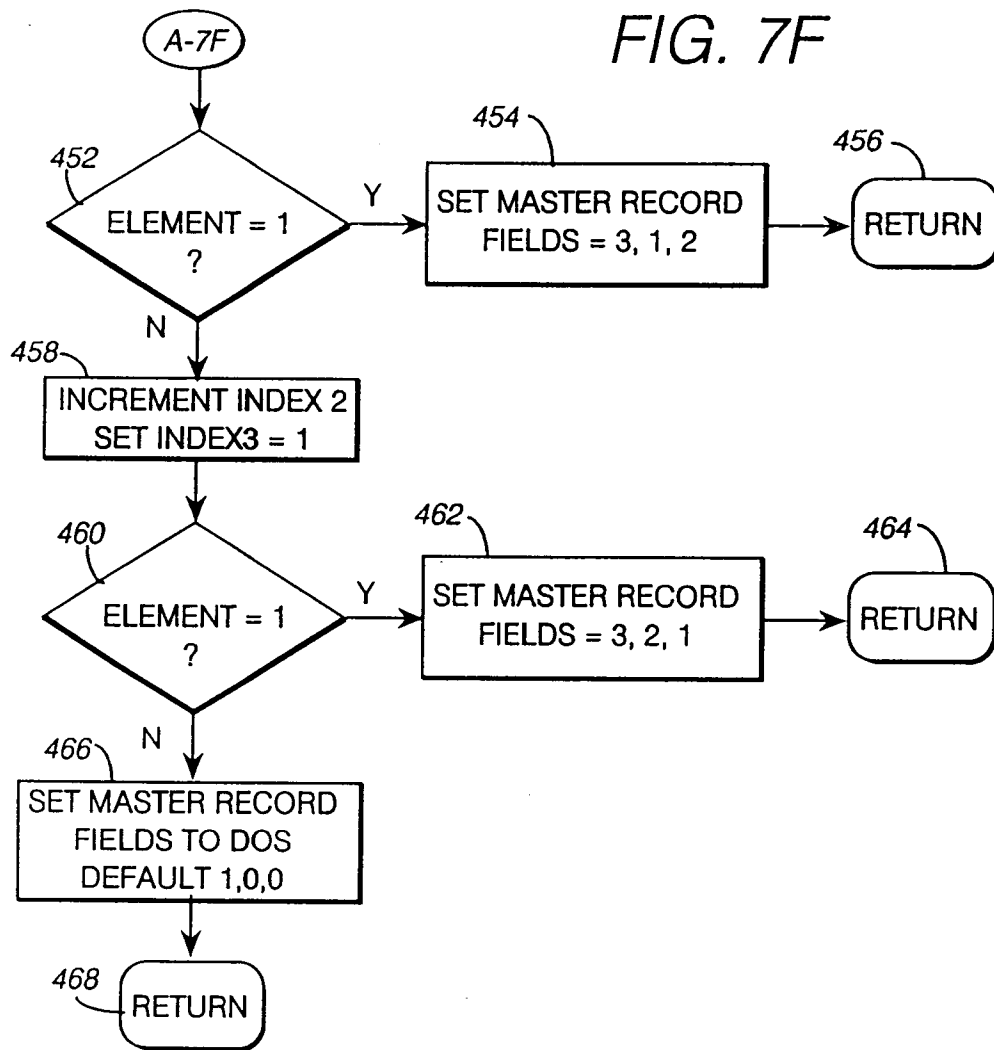 A-7F
FIG. 7F
452
ELEMENT = 1
?
Y
454
SET MASTER RECORD
FIELDS = 3, 1, 2
456
RETURN
N
458
INCREMENT INDEX 2
SET INDEX3 = 1
460
ELEMENT = 1
?
Y
462
SET MASTER RECORD
FIELDS = 3, 2, 1
464
RETURN
N
466
SET MASTER RECORD
FIELDS TO DOS
DEFAULT 1,0,0
468
RETURN